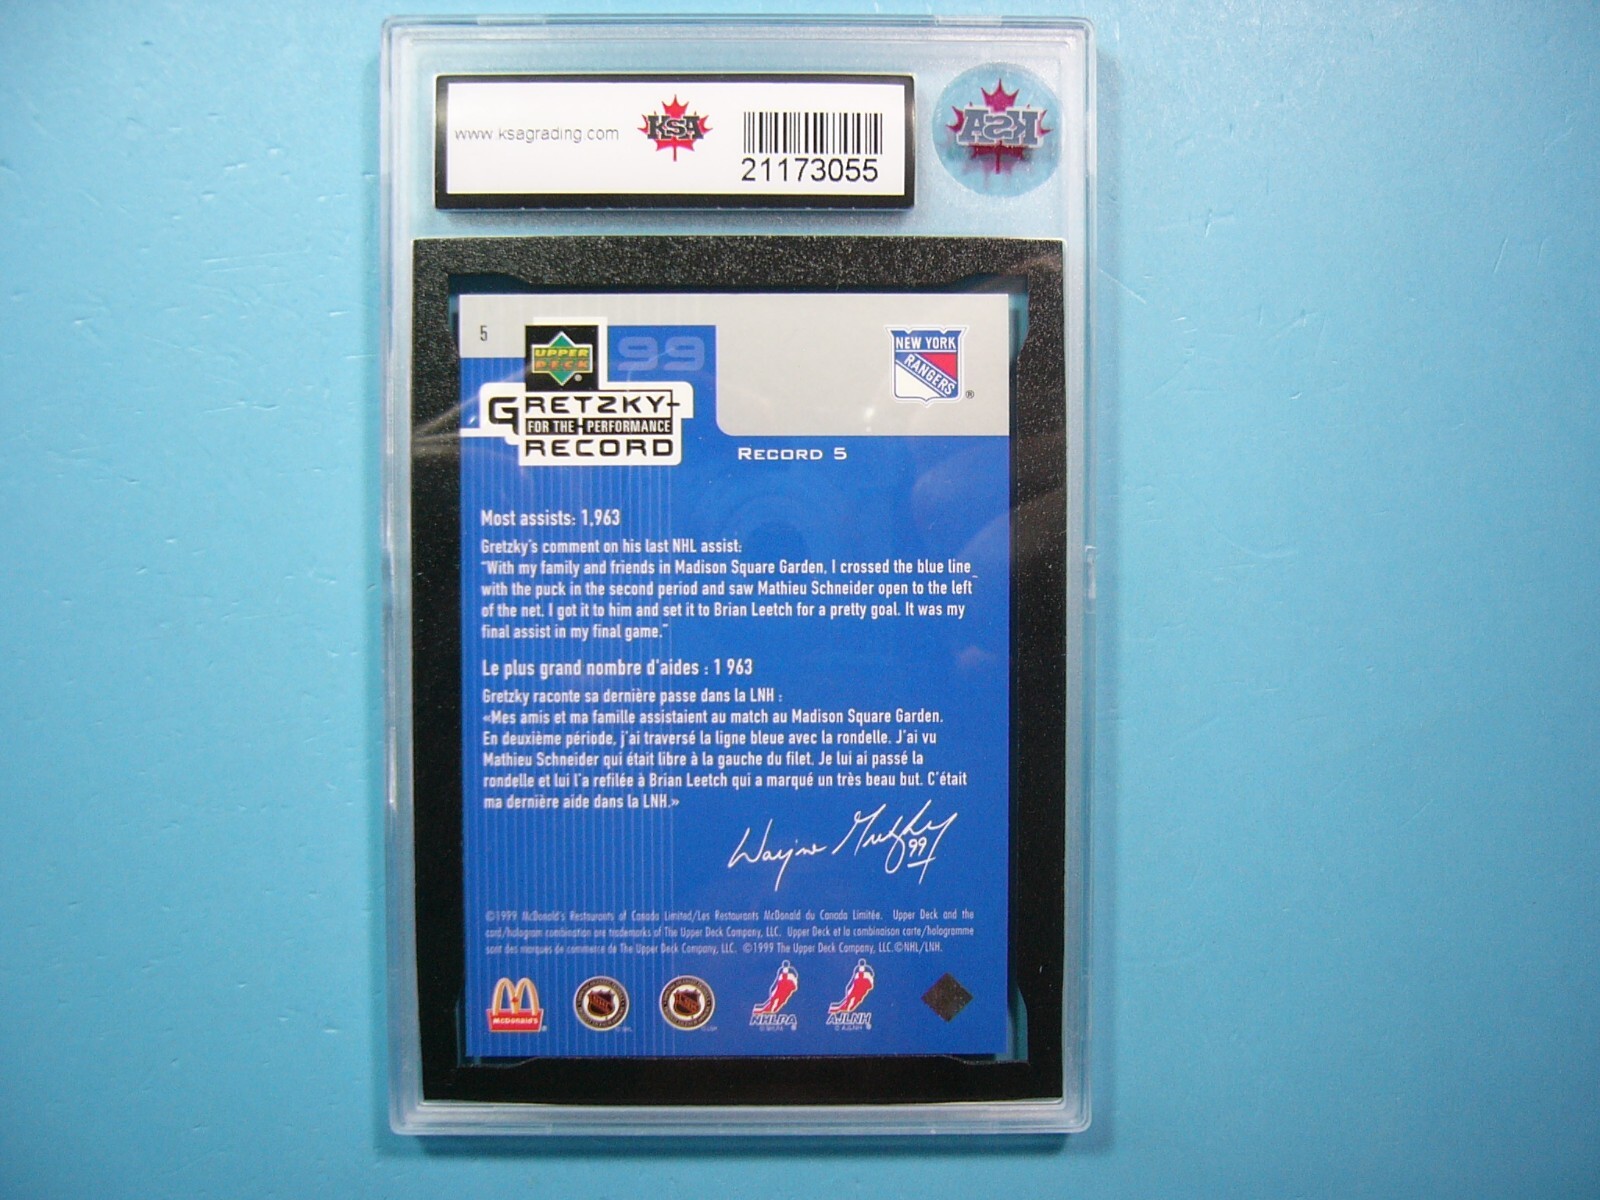 www.ksagrading.com
KSA
21173055
KSA
5
UPPER
DECK
99
NEW YORK
RANGERS
®
GRETZKY
FOR THE PERFORMANCE
RECORD
RECORD 5
Most assists: 1,963
Gretzky's comment on his last NHL assist:
"With my family and friends in Madison Square Garden, I crossed the blue line
with the puck in the second period and saw Mathieu Schneider open to the left
of the net. I got it to him and set it to Brian Leetch for a pretty goal. It was my
final assist in my final game."
Le plus grand nombre d'aides : 1 963
Gretzky raconte sa dernière passe dans la LNH :
«Mes amis et ma famille assistaient au match au Madison Square Garden.
En deuxième période, j'ai traversé la ligne bleue avec la rondelle. J'ai vu
Mathieu Schneider qui était libre à la gauche du filet. Je lui ai passé la
rondelle et lui l'a refilée à Brian Leetch qui a marqué un très beau but. C'était
ma dernière aide dans la LNH.»
Wayne Gretzky
99
©1999 McDonald's Restaurants of Canada Limited/Les Restaurants McDonald du Canada Limitée. Upper Deck and the
card/hologram combination are trademarks of The Upper Deck Company, LLC. Upper Deck et la combinaison carte/hologramme
sont des marques de commerce de The Upper Deck Company, LLC. ©1999 The Upper Deck Company, LLC.©NHL/LNH.
McDonald's
NHLPA
AJLNH